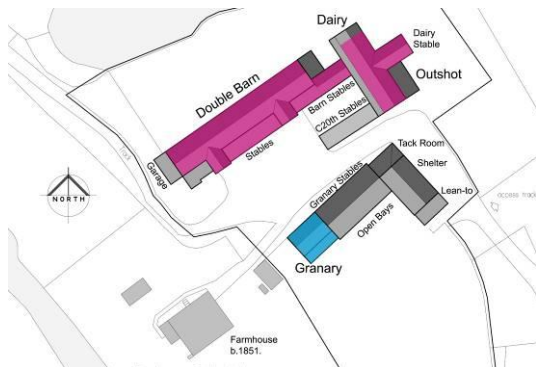 Dairy
Dairy
Stable
Double Barn
Outshot
Barn Stables
C20th Stables
Stables
Garage
Track
Tack Room
Shelter
Granary Stables
Lean-to
access track
NORTH
Open Bays
Granary
Farmhouse
b.1851.